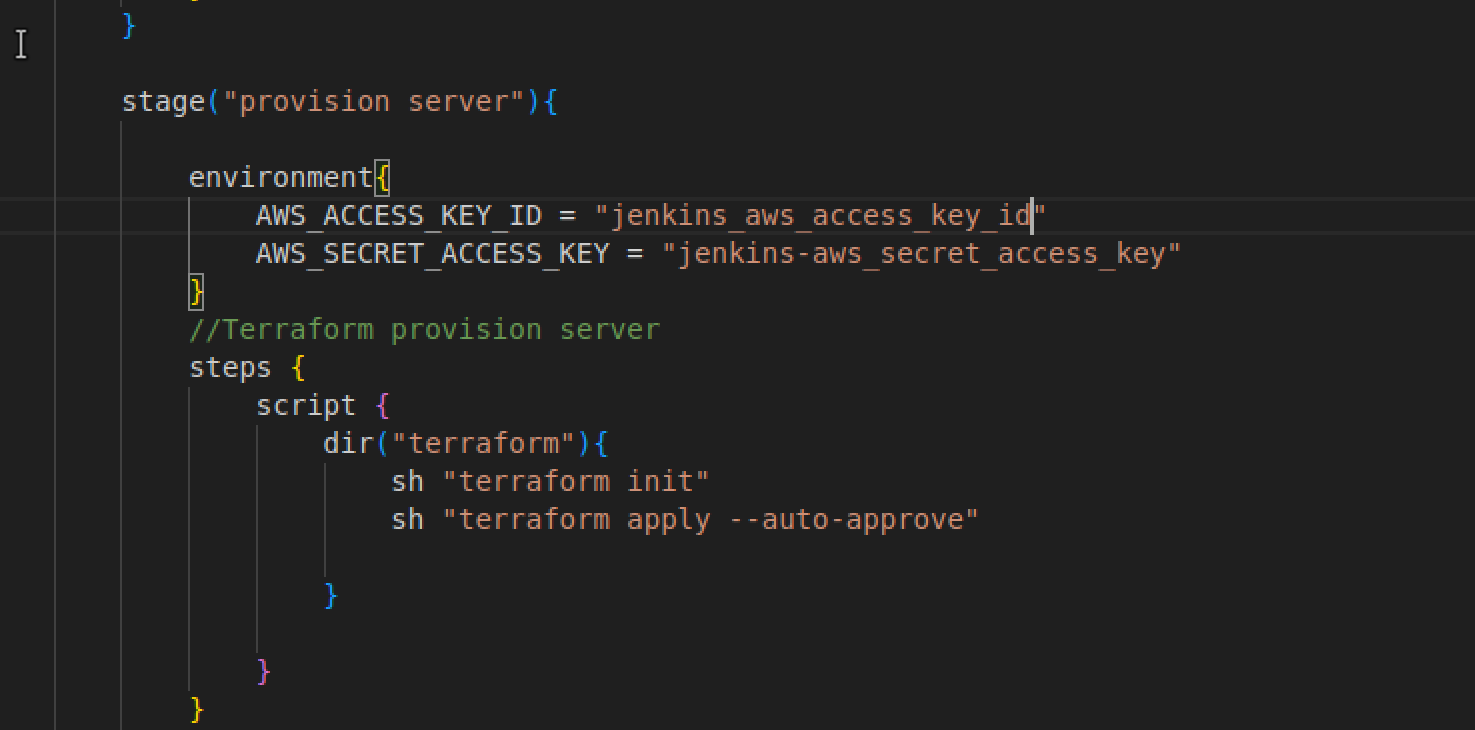 }
stage("provision server"){
environment{
AWS_ACCESS_KEY_ID = "jenkins_aws_access_key_id"
AWS_SECRET_ACCESS_KEY = "jenkins-aws_secret_access_key"
}
//Terraform provision server
steps {
script {
dir("terraform"){
sh "terraform init"
sh "terraform apply --auto-approve"
}
}
}